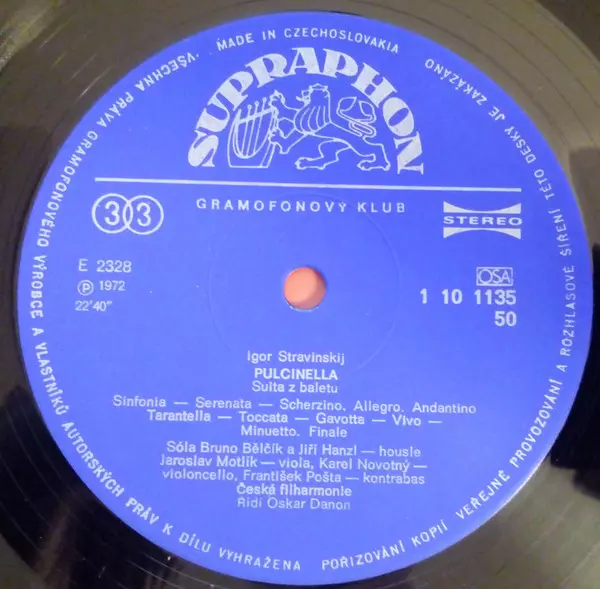 MADE IN CZECHOSLOVAKIA
VŠECHNA PRÁVA GRAMOFONOVÉHO VÝROBCE A VLASTNÍKŮ AUTORSKÝCH PRÁV K DÍLU VYHRAŽENA
POŘIZOVÁNÍ KOPIÍ VEŘEJNÉ PROVOZOVÁNÍ A ROZHLASOVÉ ŠÍŘENÍ TÉTO DESKY JE ZAKÁZÁNO
SUPRAPHON
33
GRAMOFONOVÝ KLUB
STEREO
E 2328
Ⓟ 1972
22'40"
OSA
1 10 1135
50
Igor Stravinskij
PULCINELLA
Suita z baletu
Sinfonia — Serenata — Scherzino. Allegro. Andantino
Tarantella — Toccata — Gavotta — Vivo —
Minuetto. Finale
Sóla Bruno Bělčík a Jiří Hanzl — housle
Jaroslav Motlík — viola, Karel Novotný —
violoncello, František Pošta — kontrabas
Česká filharmonie
Řídí Oskar Danon